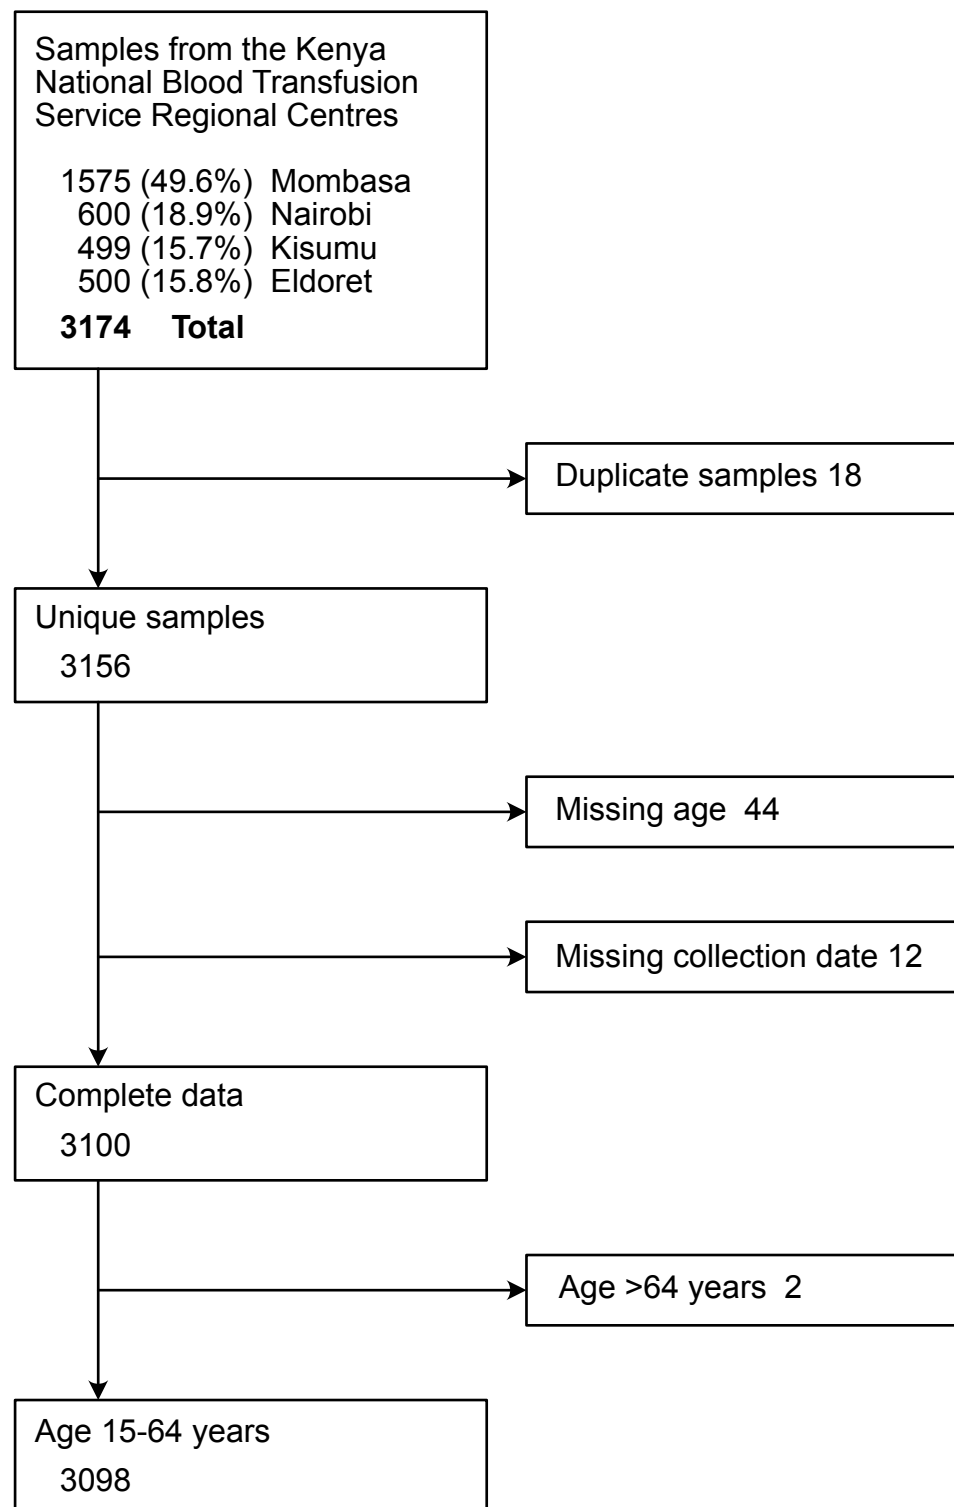 Samples from the Kenya
National Blood Transfusion
Service Regional Centres
1575 (49.6%) Mombasa
600 (18.9%) Nairobi
499 (15.7%) Kisumu
500 (15.8%) Eldoret
3174 Total
Duplicate samples 18
Unique samples
3156
Missing age 44
Missing collection date 12
Complete data
3100
Age >64 years 2
Age 15-64 years
3098